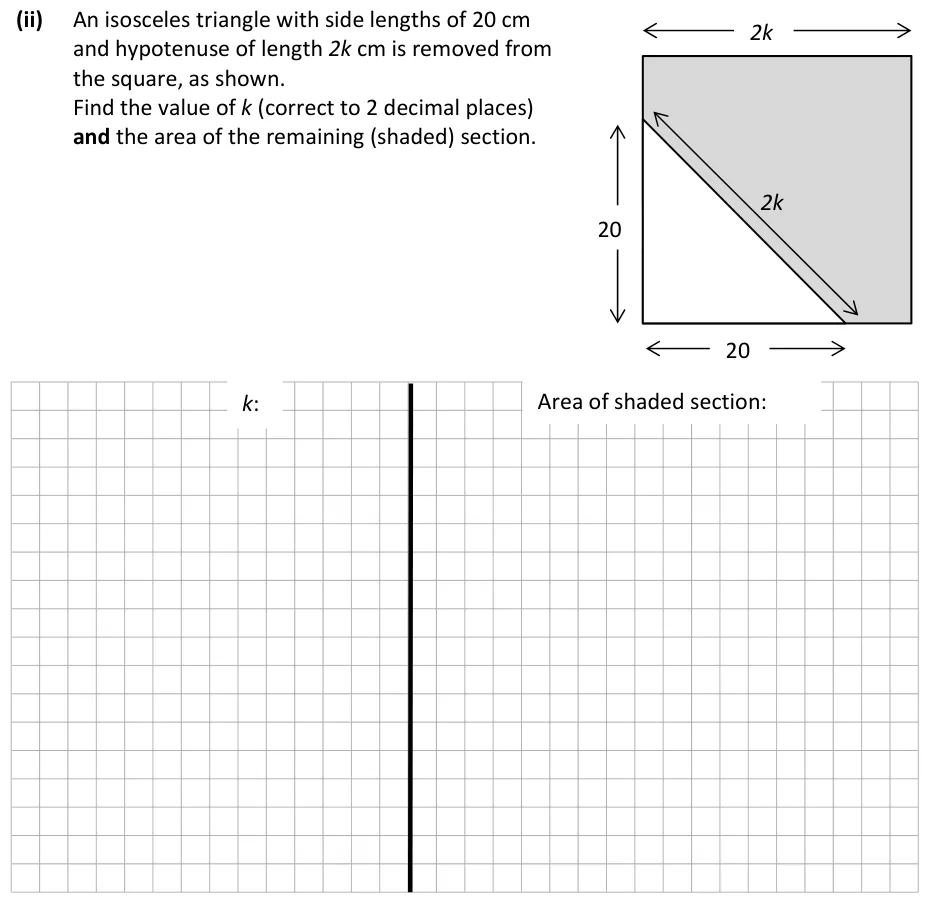 (ii) An isosceles triangle with side lengths of 20 cm
and hypotenuse of length 2k cm is removed from
the square, as shown.
Find the value of k (correct to 2 decimal places)
and the area of the remaining (shaded) section.
2k
2k
20
20
k:
Area of shaded section: